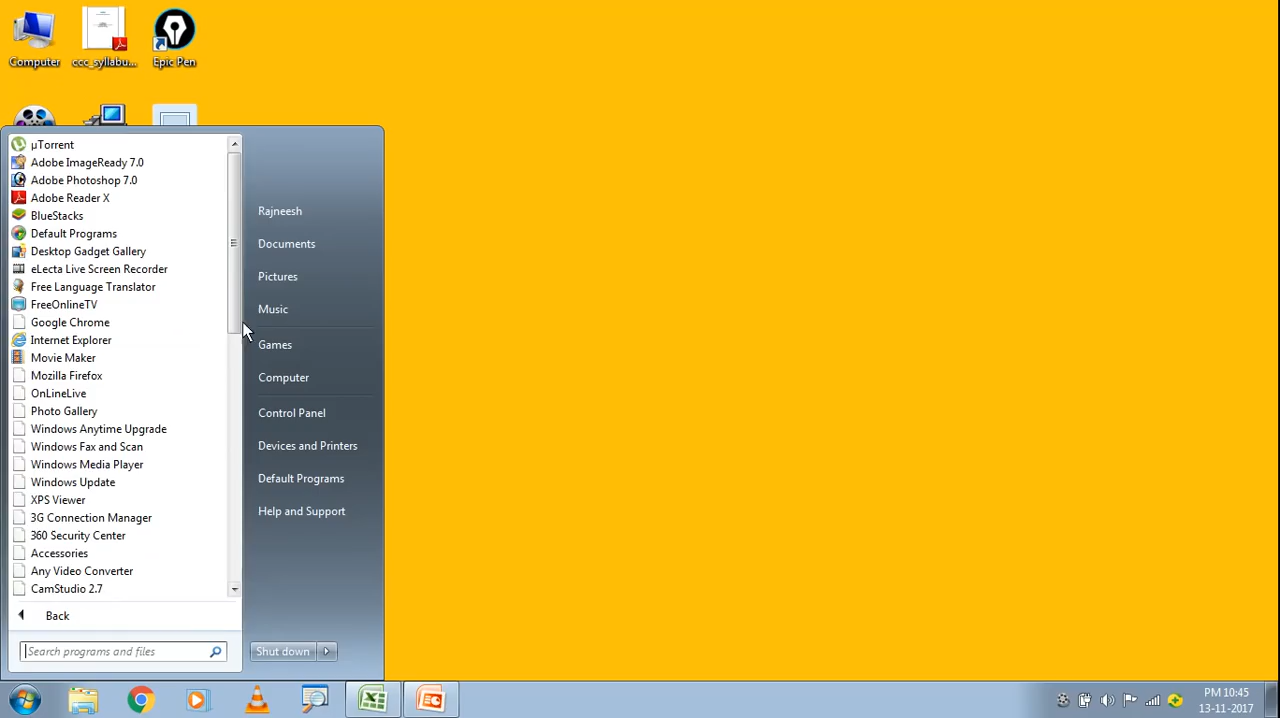 Computer
ccc_syllabu...
Epic Pen
µTorrent
Adobe ImageReady 7.0
Adobe Photoshop 7.0
Adobe Reader X
BlueStacks
Default Programs
Desktop Gadget Gallery
eLecta Live Screen Recorder
Free Language Translator
FreeOnlineTV
Google Chrome
Internet Explorer
Movie Maker
Mozilla Firefox
OnLineLive
Photo Gallery
Windows Anytime Upgrade
Windows Fax and Scan
Windows Media Player
Windows Update
XPS Viewer
3G Connection Manager
360 Security Center
Accessories
Any Video Converter
CamStudio 2.7
Back
Search programs and files
Rajneesh
Documents
Pictures
Music
Games
Computer
Control Panel
Devices and Printers
Default Programs
Help and Support
Shut down
PM 10:45
13-11-2017